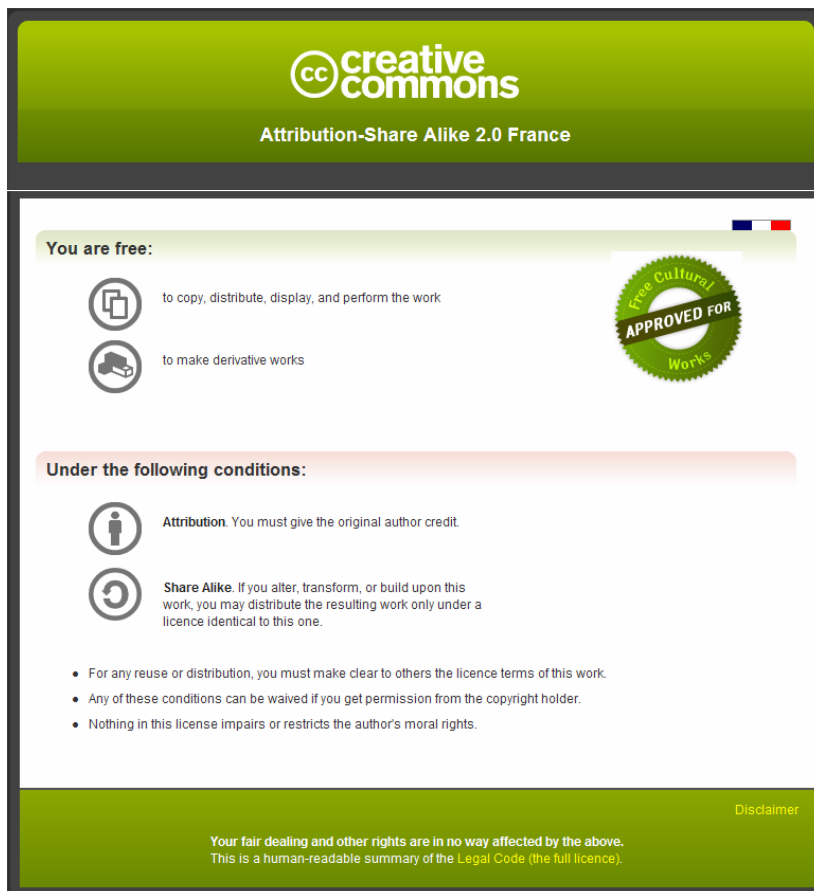 cc creative
commons
Attribution-Share Alike 2.0 France
You are free:
to copy, distribute, display, and perform the work
to make derivative works
Free Cultural
APPROVED FOR
Works
Under the following conditions:
Attribution. You must give the original author credit.
Share Alike. If you alter, transform, or build upon this
work, you may distribute the resulting work only under a
licence identical to this one.
• For any reuse or distribution, you must make clear to others the licence terms of this work.
• Any of these conditions can be waived if you get permission from the copyright holder.
• Nothing in this license impairs or restricts the author's moral rights.
Disclaimer
Your fair dealing and other rights are in no way affected by the above.
This is a human-readable summary of the Legal Code (the full licence).